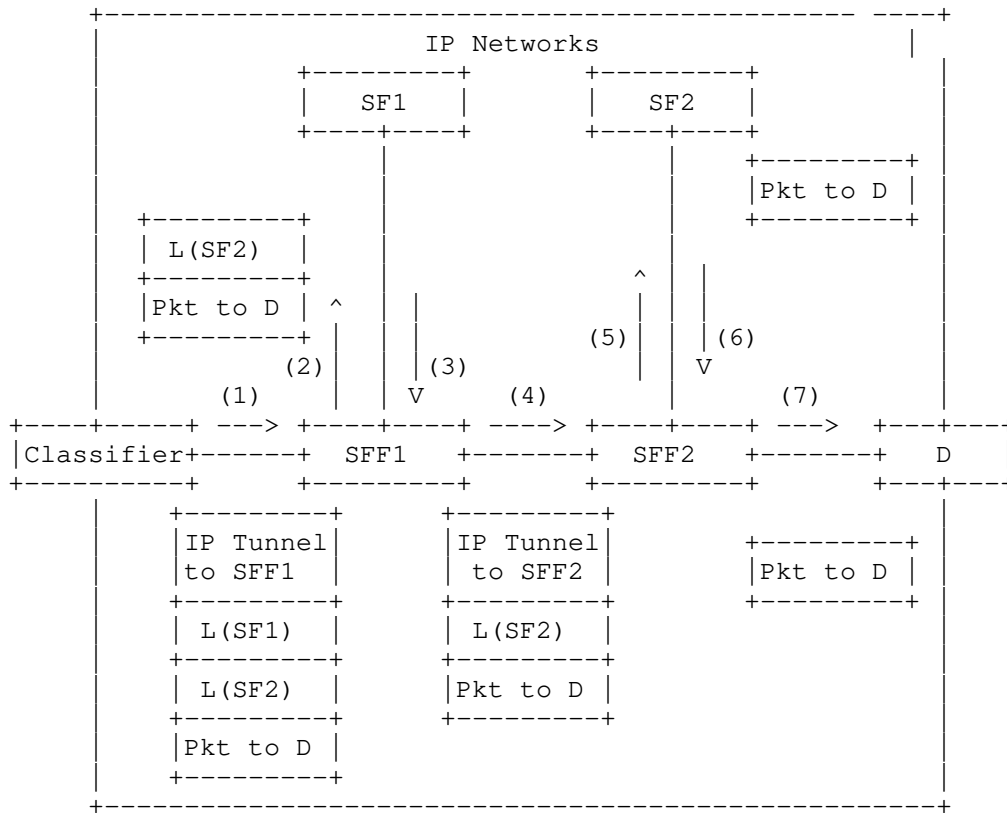 IP Networks
SF1 SF2
Pkt to D
L(SF2)
Pkt to D
(5) (6)
(2) (3)
(1) (4) (7)
Classifier SFF1 SFF2 D
IP Tunnel IP Tunnel
to SFF1 to SFF2 Pkt to D
L(SF1) L(SF2)
L(SF2) Pkt to D
Pkt to D